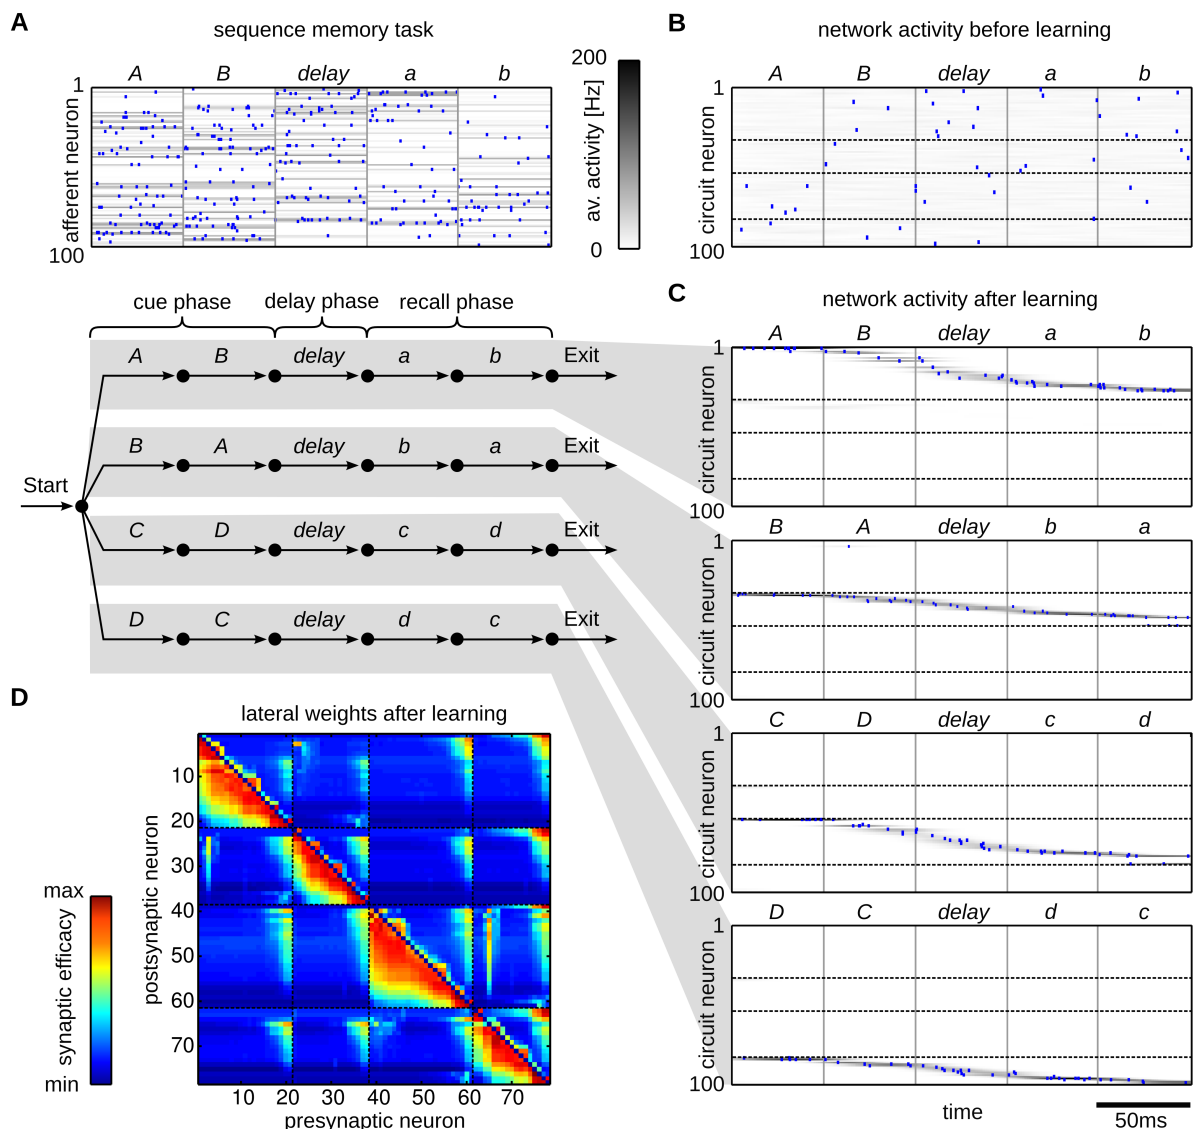 A
sequence memory task
A B delay a b
1
afferent neuron
100
200
av. activity [Hz]
0
cue phase delay phase recall phase
A B delay a b Exit
B A delay b a Exit
Start
C D delay c d Exit
D C delay d c Exit
B
network activity before learning
A B delay a b
1
circuit neuron
100
C
network activity after learning
A B delay a b
1
circuit neuron
100
B A delay b a
1
circuit neuron
100
C D delay c d
1
circuit neuron
100
D C delay d c
1
circuit neuron
100
time
50ms
D
lateral weights after learning
max
synaptic efficacy
min
postsynaptic neuron
10
20
30
40
50
60
70
10 20 30 40 50 60 70
presynaptic neuron